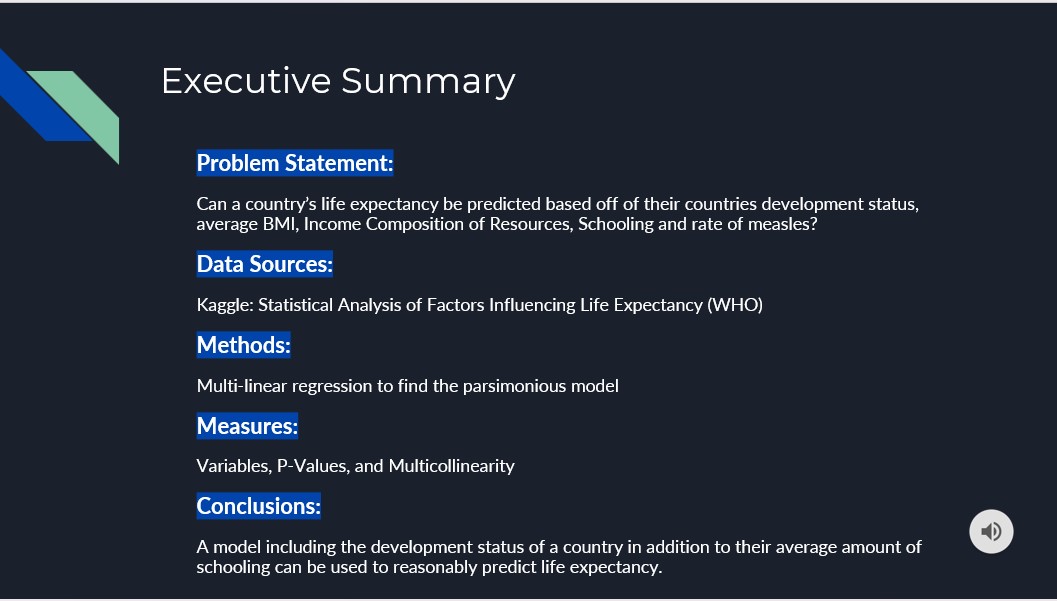 Executive Summary
Problem Statement:
Can a country’s life expectancy be predicted based off of their countries development status,
average BMI, Income Composition of Resources, Schooling and rate of measles?
Data Sources:
Kaggle: Statistical Analysis of Factors Influencing Life Expectancy (WHO)
Methods:
Multi-linear regression to find the parsimonious model
Measures:
Variables, P-Values, and Multicollinearity
Conclusions:
A model including the development status of a country in addition to their average amount of
schooling can be used to reasonably predict life expectancy.